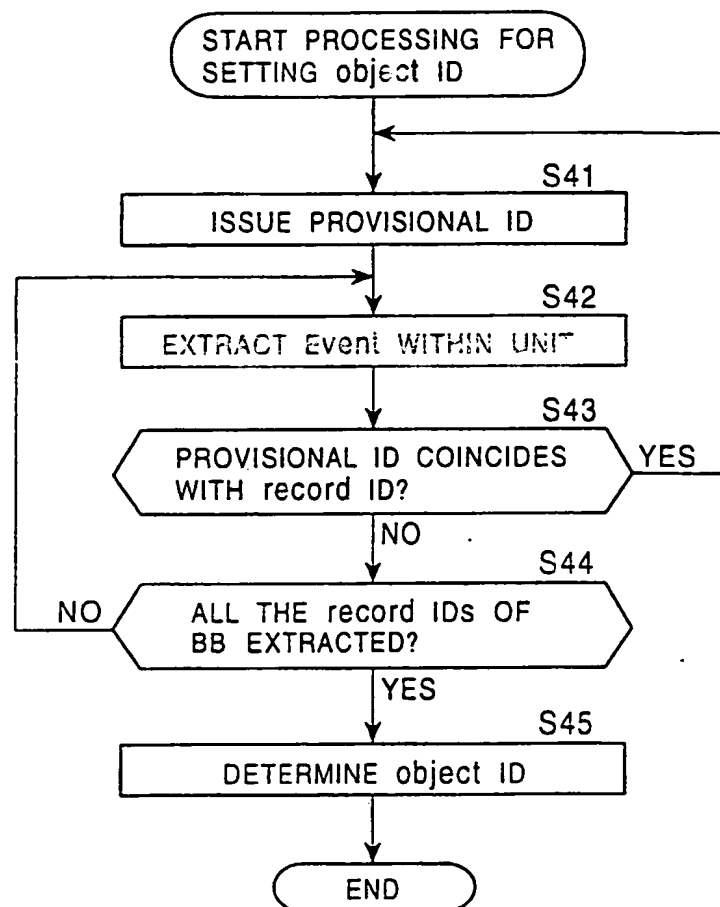 START PROCESSING FOR
SETTING object ID
S41
ISSUE PROVISIONAL ID
S42
EXTRACT Event WITHIN UNIT
S43
PROVISIONAL ID COINCIDES
WITH record ID?
YES
NO
S44
NO
ALL THE record IDs OF
BB EXTRACTED?
YES
S45
DETERMINE object ID
END